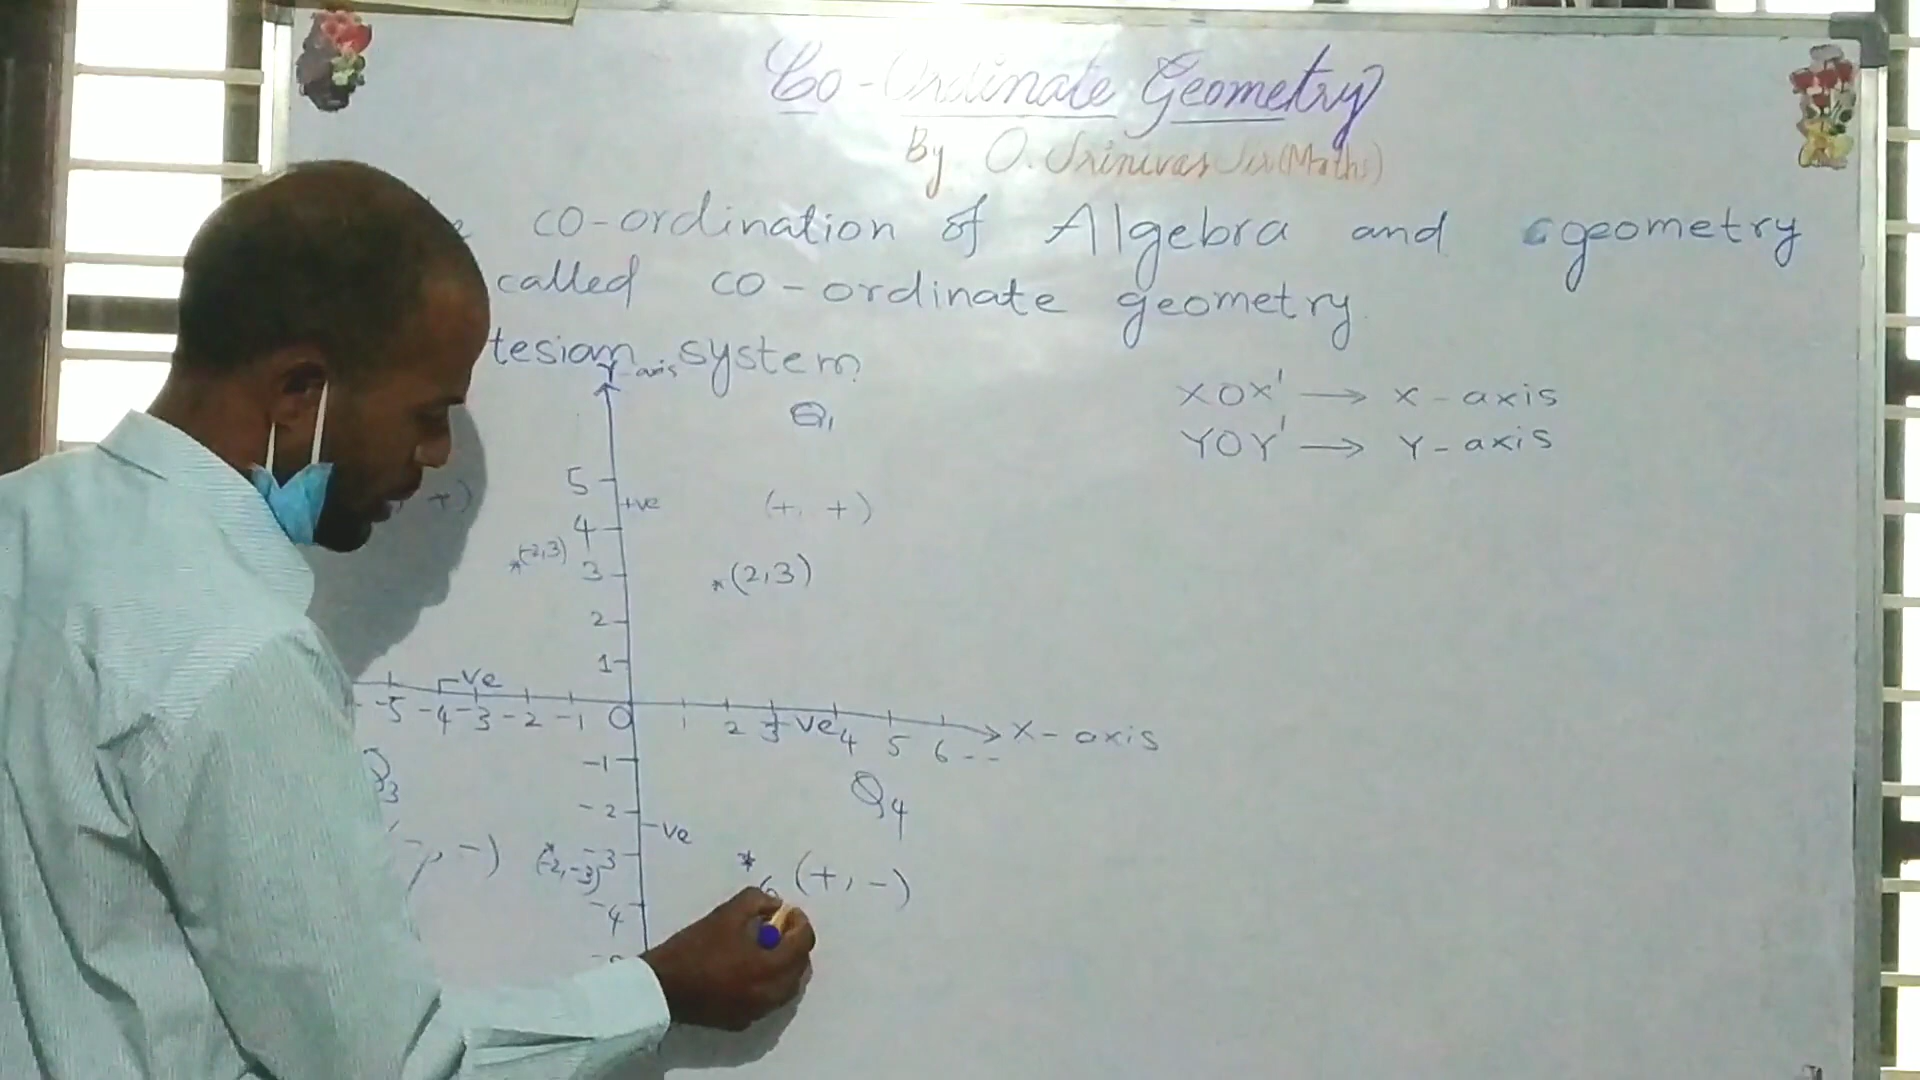 Co-Ordinate Geometry
By O. Srinivas Sir (Maths)
co-ordination of Algebra and geometry
called co-ordinate geometry.
tesian system
Y-axis
Q1
XOX' → X-axis
YOY' → Y-axis
5
+ve
(+, +)
+)
4
(-2,3)
3
(2,3)
2
1
-ve
-5 -4 -3 -2 -1 O 1 2 3 +ve 4 5 6 -- X-axis
-1
Q3
Q4
-2
-ve
-, -)
(-2,-3)
-3
(+, -)
-4